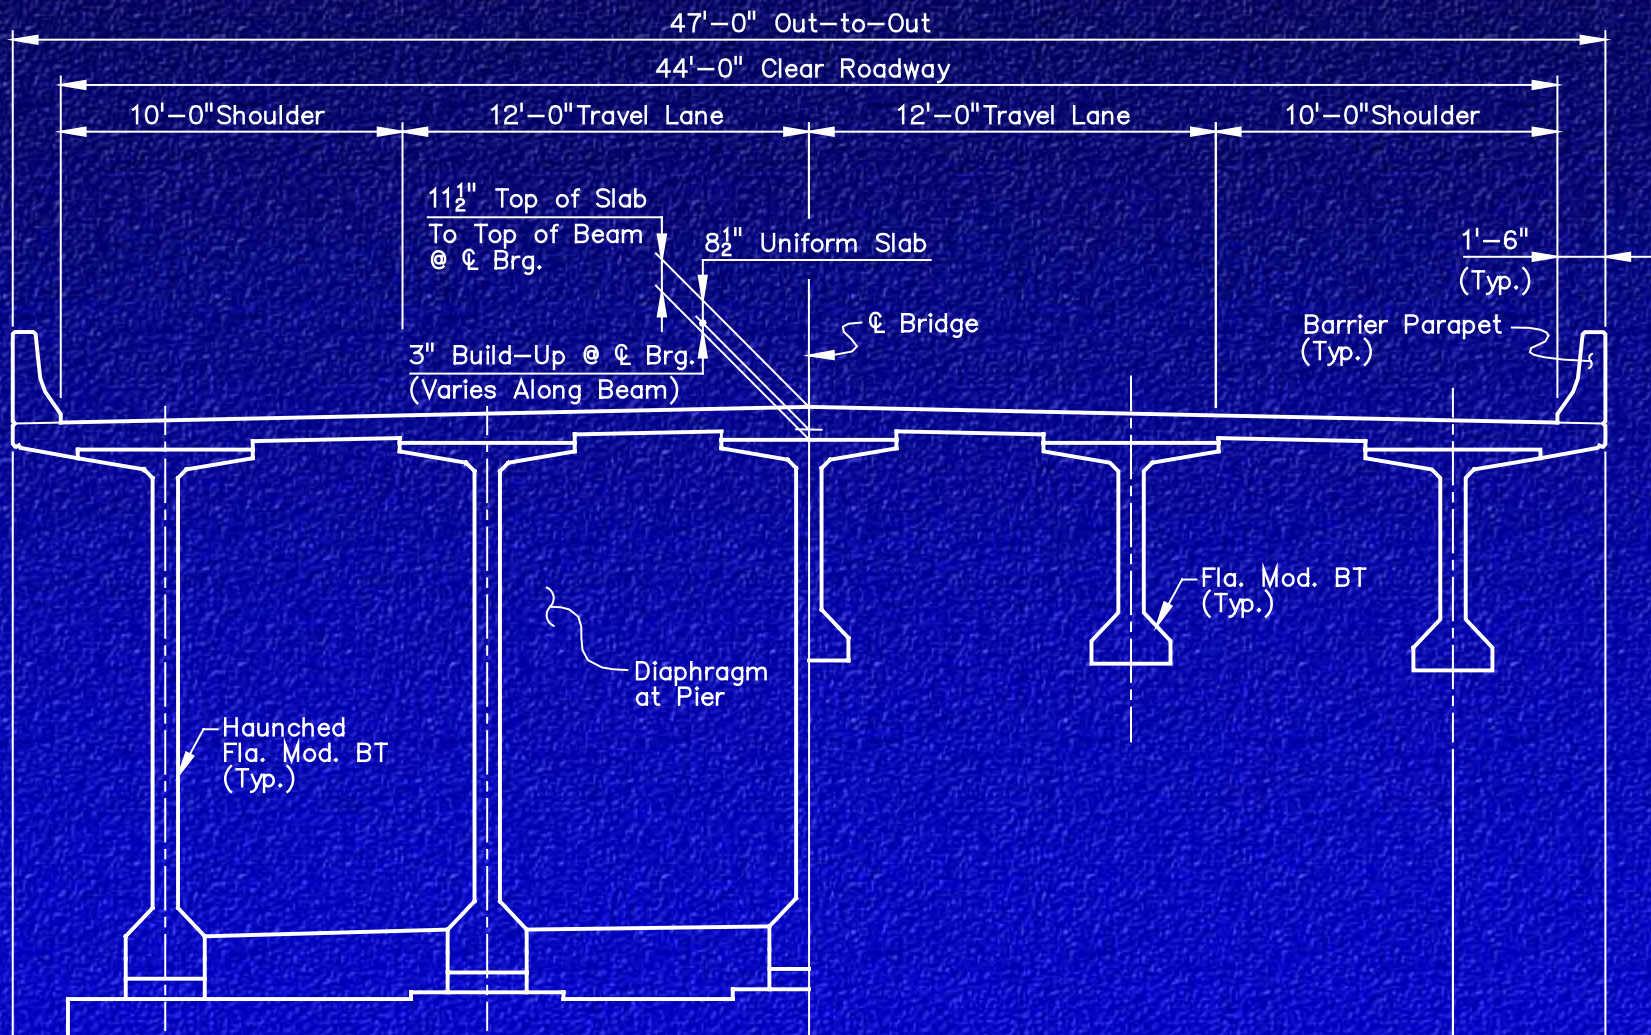 47'-0" Out-to-Out
44'-0" Clear Roadway
10'-0"Shoulder
12'-0"Travel Lane
12'-0"Travel Lane
10'-0"Shoulder
11½" Top of Slab
To Top of Beam
@ ℄ Brg.
8½" Uniform Slab
1'-6"
(Typ.)
℄ Bridge
Barrier Parapet
(Typ.)
3" Build-Up @ ℄ Brg.
(Varies Along Beam)
Fla. Mod. BT
(Typ.)
Diaphragm
at Pier
Haunched
Fla. Mod. BT
(Typ.)